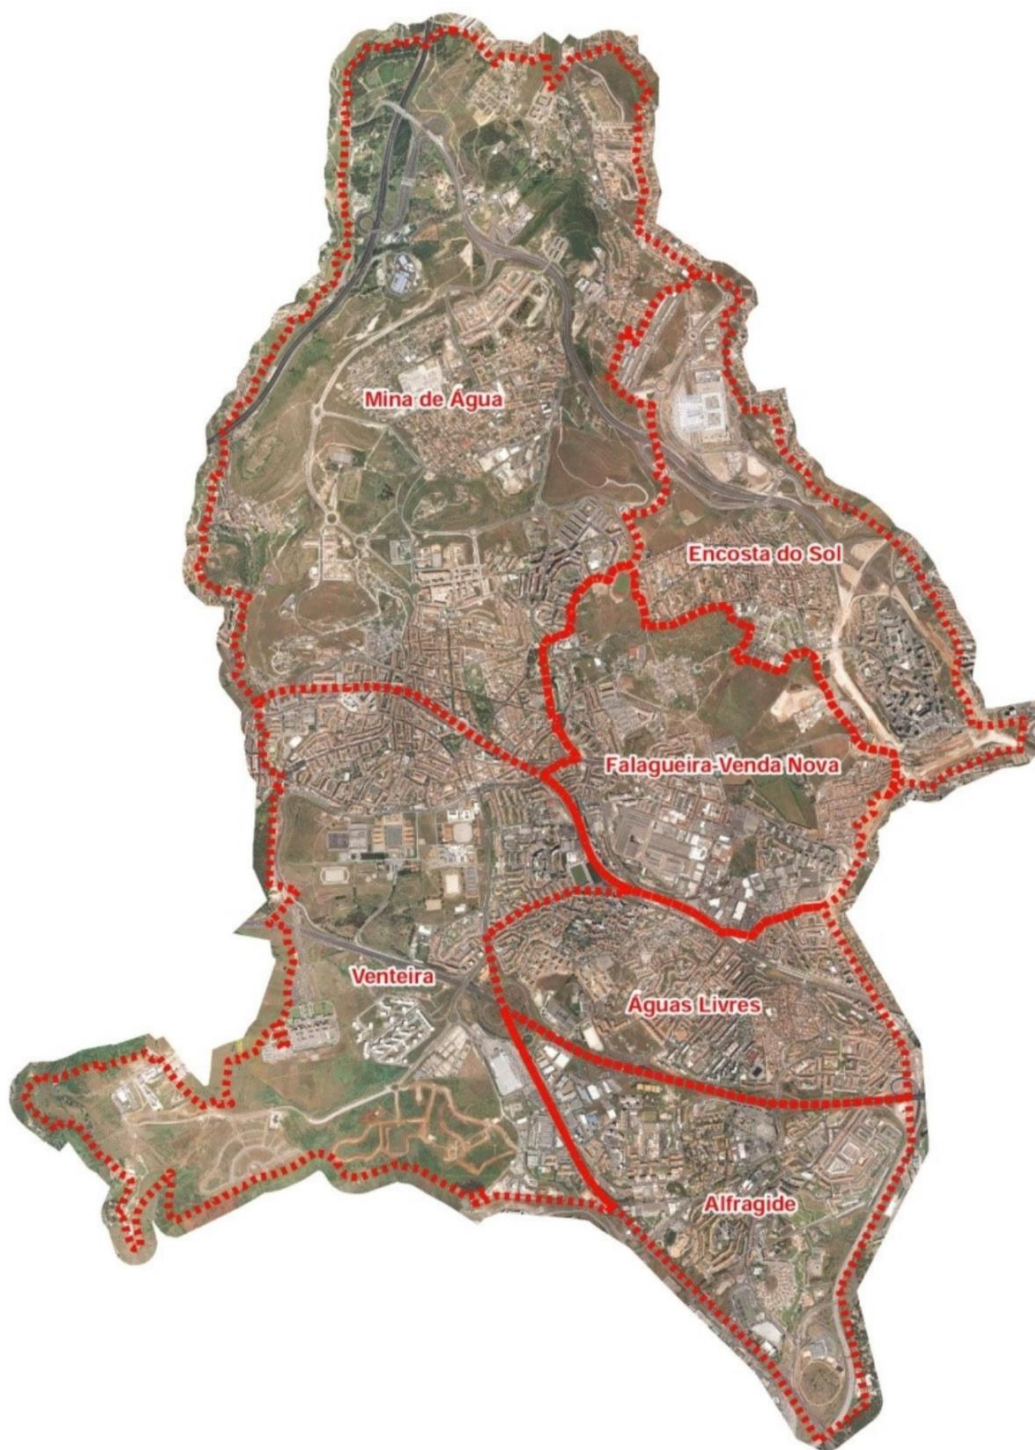 Mina de Água
Encosta do Sol
Falagueira-Venda Nova
Venteira
Águas Livres
Alfragide